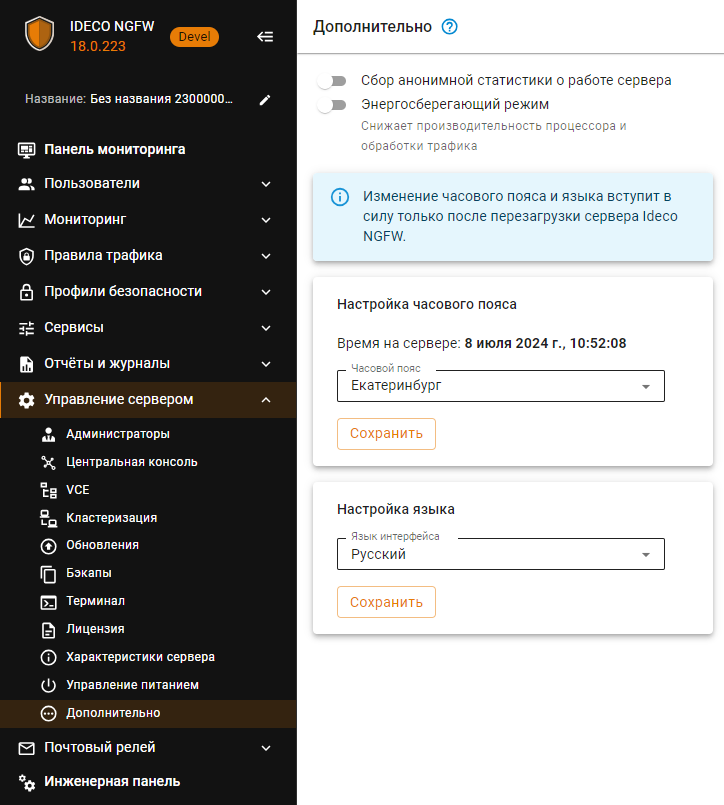 IDECO NGFW
18.0.223
Devel
Название: Без названия 2300000...
Панель мониторинга
Пользователи
Мониторинг
Правила трафика
Профили безопасности
Сервисы
Отчёты и журналы
Управление сервером
Администраторы
Центральная консоль
VCE
Кластеризация
Обновления
Бэкапы
Терминал
Лицензия
Характеристики сервера
Управление питанием
Дополнительно
Почтовый релей
Инженерная панель
Дополнительно
Сбор анонимной статистики о работе сервера
Энергосберегающий режим
Снижает производительность процессора и
обработки трафика
Изменение часового пояса и языка вступит в
силу только после перезагрузки сервера Ideco
NGFW.
Настройка часового пояса
Время на сервере: 8 июля 2024 г., 10:52:08
Часовой пояс
Екатеринбург
Сохранить
Настройка языка
Язык интерфейса
Русский
Сохранить